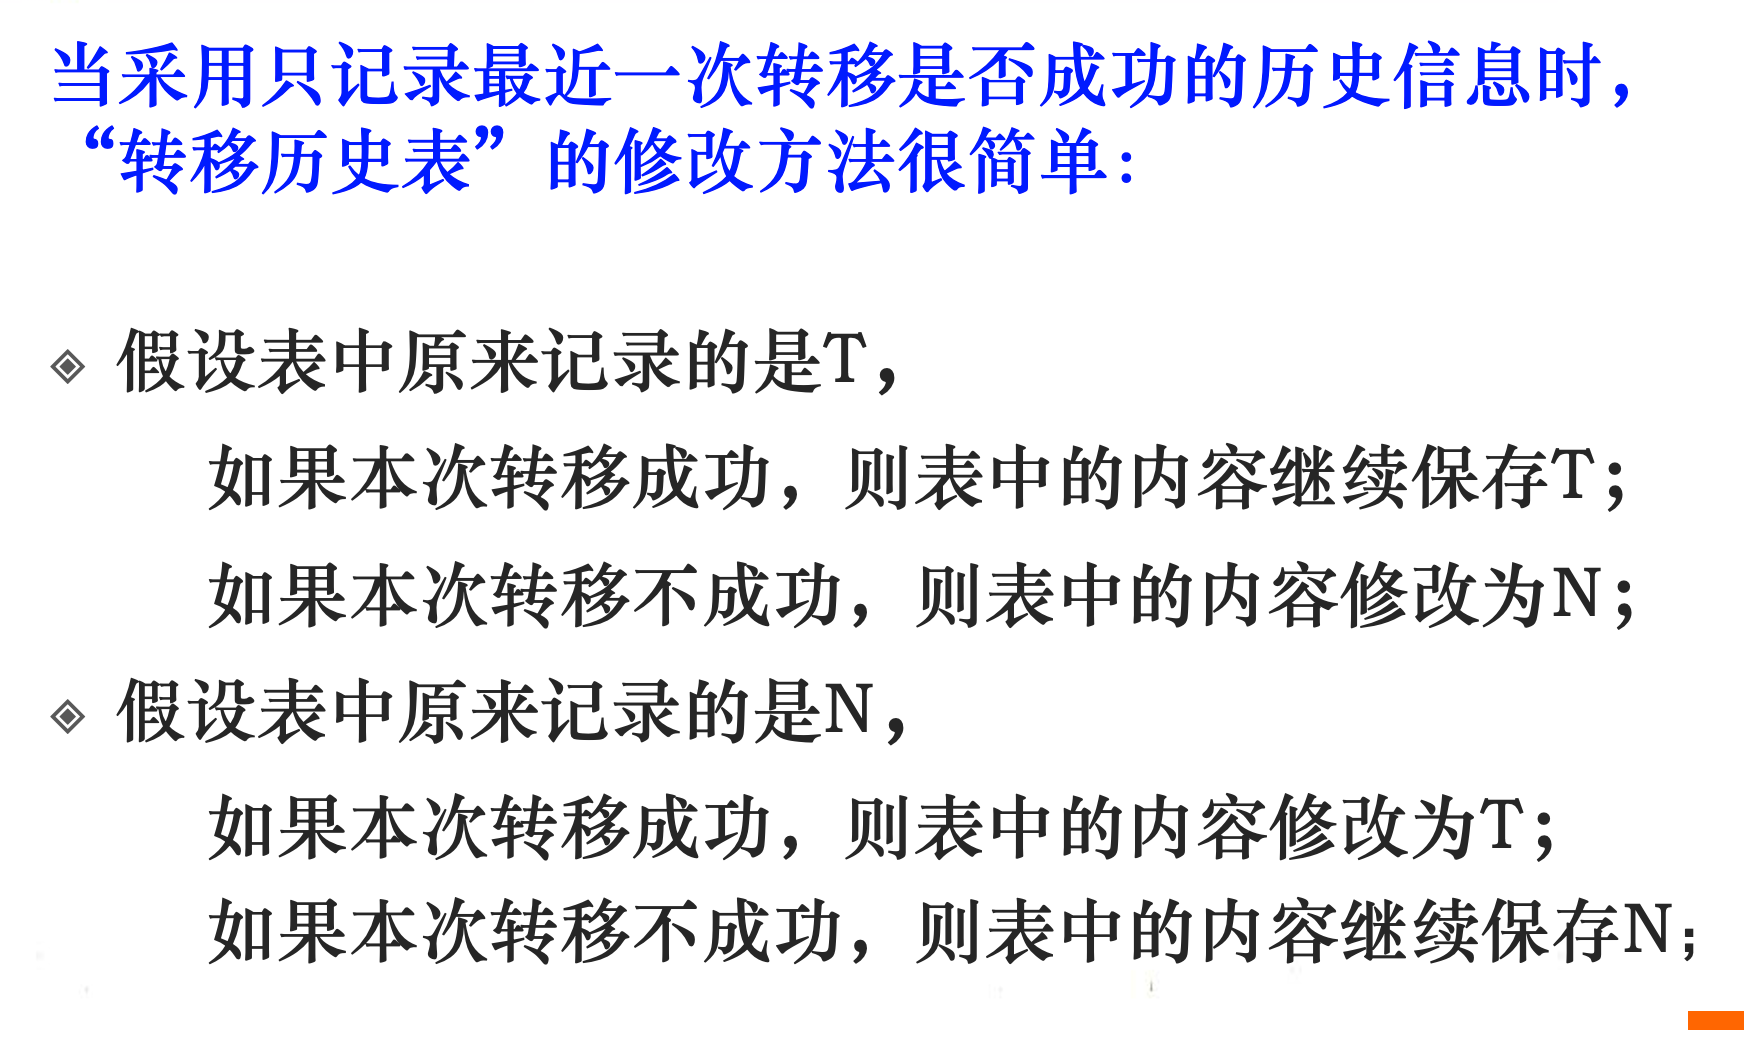 当采用只记录最近一次转移是否成功的历史信息时，
“转移历史表”的修改方法很简单：
假设表中原来记录的是T，
如果本次转移成功，则表中的内容继续保存T；
如果本次转移不成功，则表中的内容修改为N；
假设表中原来记录的是N，
如果本次转移成功，则表中的内容修改为T；
如果本次转移不成功，则表中的内容继续保存N；